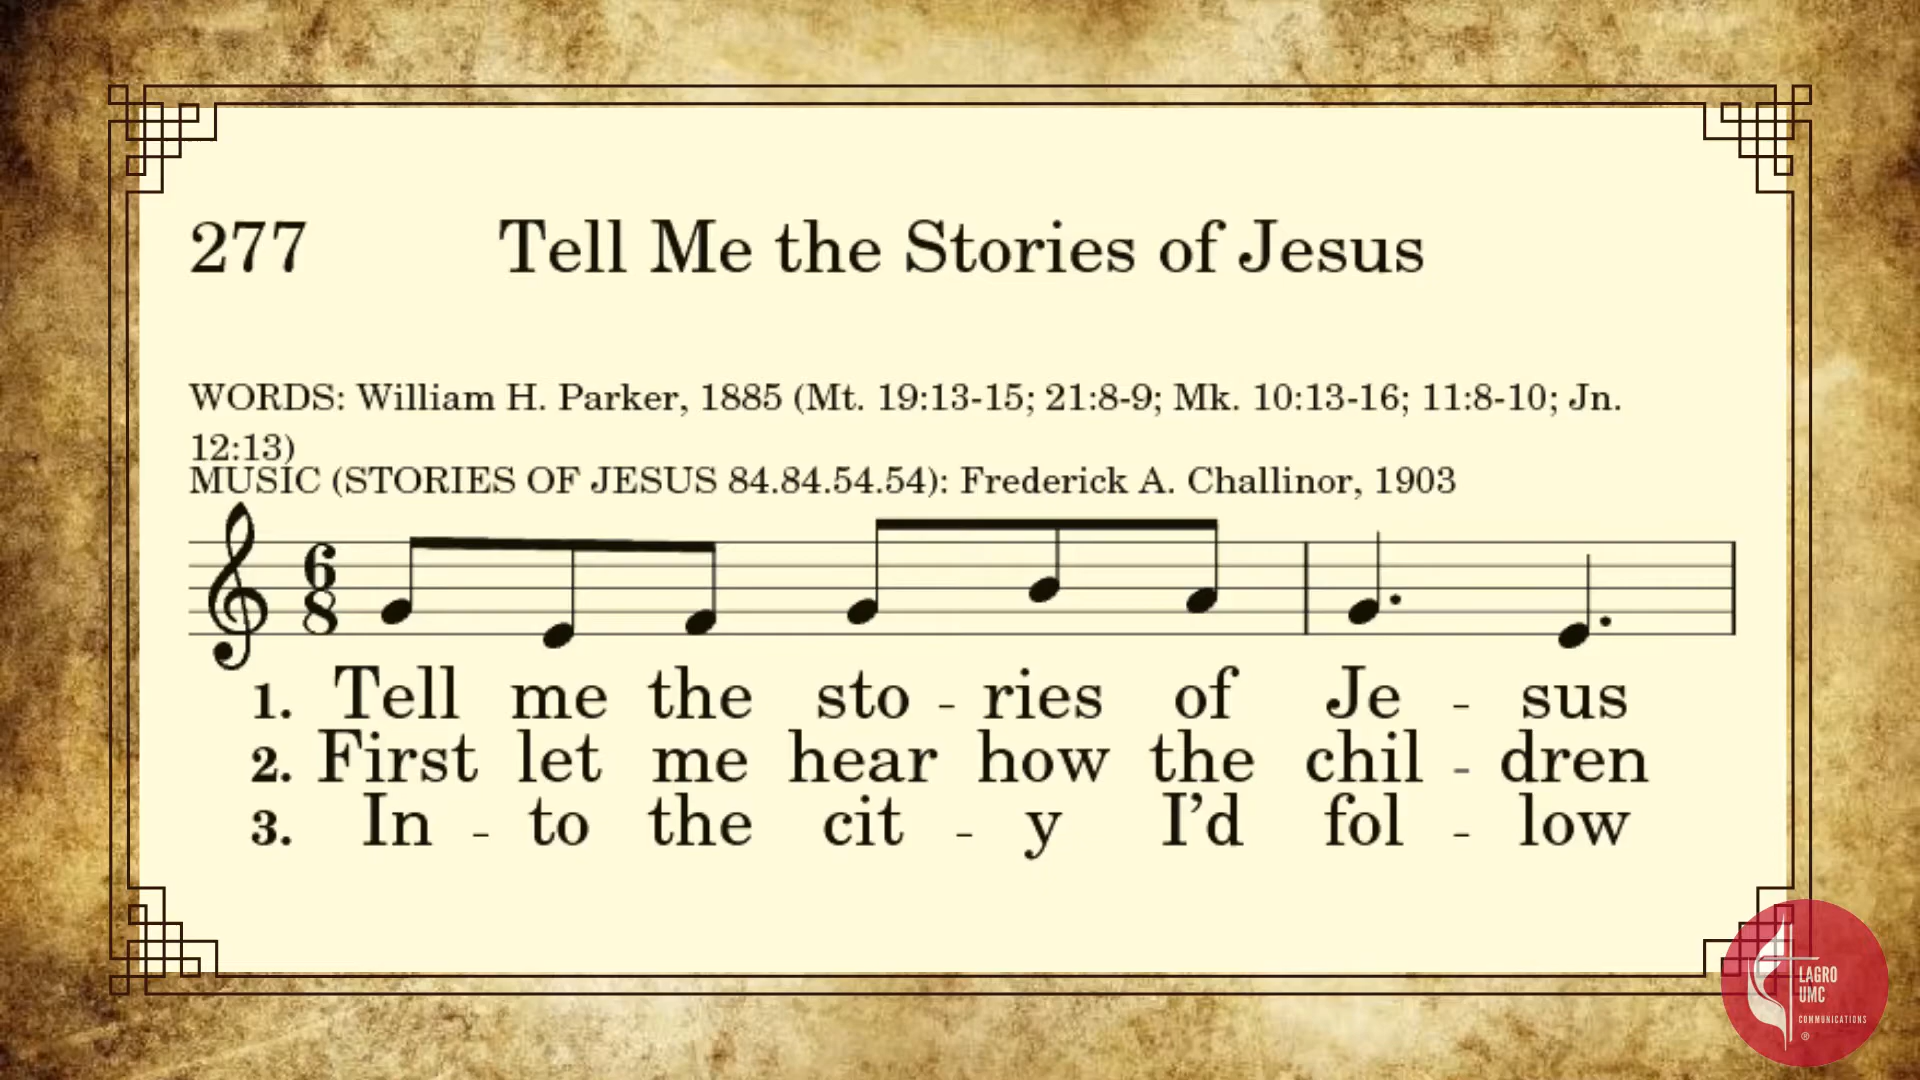 277 Tell Me the Stories of Jesus
WORDS: William H. Parker, 1885 (Mt. 19:13-15; 21:8-9; Mk. 10:13-16; 11:8-10; Jn.
12:13)
MUSIC (STORIES OF JESUS 84.84.54.54): Frederick A. Challinor, 1903
6
8
1. Tell me the sto - ries of Je - sus
2. First let me hear how the chil - dren
3. In - to the cit - y I’d fol - low
LAGRO
UMC
COMMUNICATIONS
®